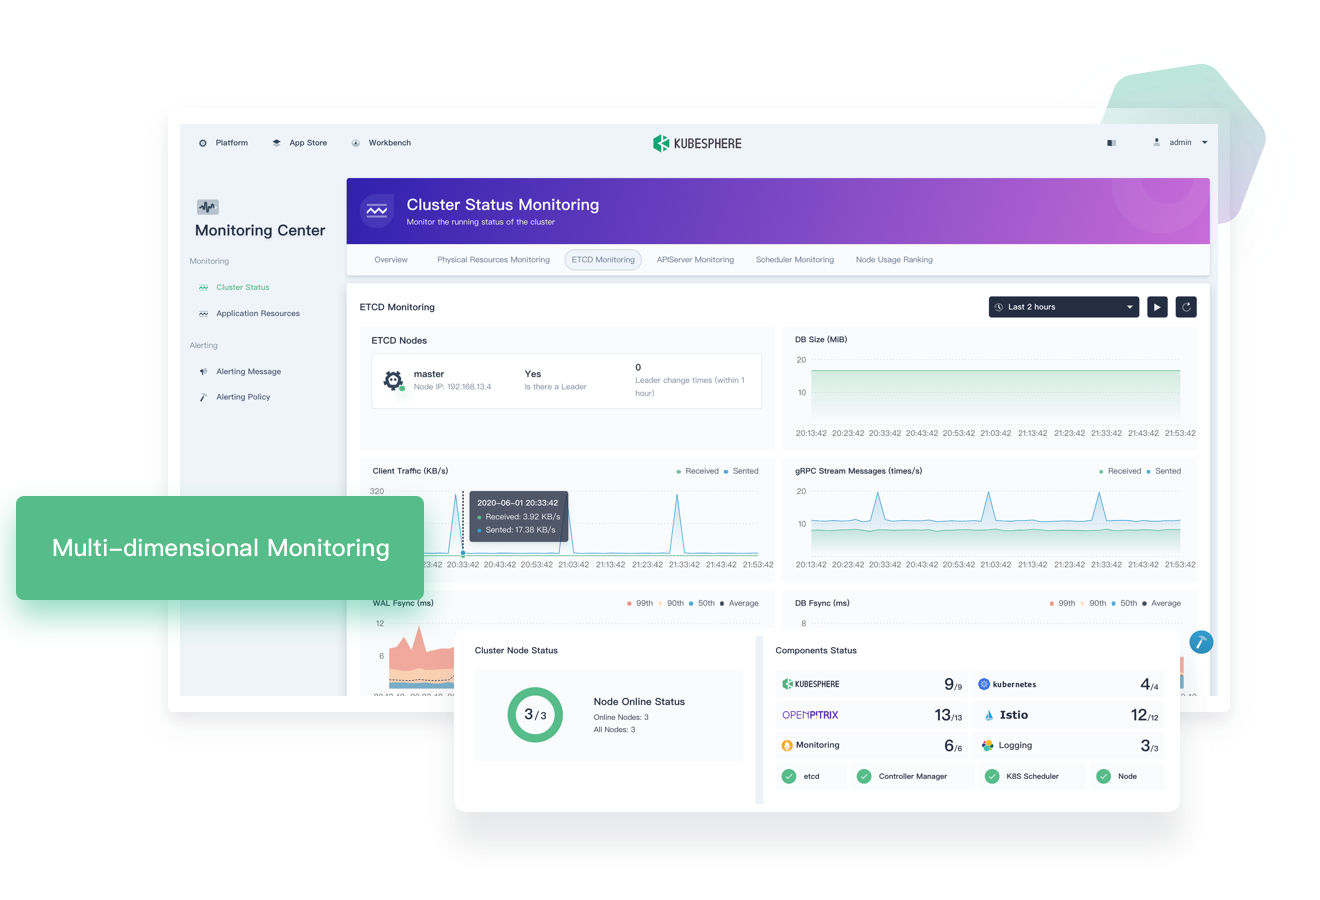 Platform App Store Workbench
KUBESPHERE
admin
Monitoring Center
Monitoring
Cluster Status
Application Resources
Alerting
Alerting Message
Alerting Policy
Cluster Status Monitoring
Monitor the running status of the cluster
Overview Physical Resources Monitoring ETCD Monitoring APIServer Monitoring Scheduler Monitoring Node Usage Ranking
ETCD Monitoring
Last 2 hours
ETCD Nodes
master
Node IP: 192.168.13.4
Yes
Is there a Leader
0
Leader change times (within 1
hour)
DB Size (MiB)
20
10
20:13:42 20:23:42 20:33:42 20:43:42 20:53:42 21:03:42 21:13:42 21:23:42 21:33:42 21:43:42 21:53:42
Client Traffic (KB/s)
Received Sented
320
2020-06-01 20:33:42
Received: 3.92 KB/s
Sented: 17.38 KB/s
23:42 20:33:42 20:43:42 20:53:42 21:03:42 21:13:42 21:23:42 21:33:42 21:43:42 21:53:42
gRPC Stream Messages (times/s)
Received Sented
20
10
20:13:42 20:23:42 20:33:42 20:43:42 20:53:42 21:03:42 21:13:42 21:23:42 21:33:42 21:43:42 21:53:42
Multi-dimensional Monitoring
WAL Fsync (ms)
99th 90th 50th Average
12
6
DB Fsync (ms)
99th 90th 50th Average
8
Cluster Node Status
3/3
Node Online Status
Online Nodes: 3
All Nodes: 3
Components Status
KUBESPHERE 9/9
kubernetes 4/4
OPENPITRIX 13/13
Istio 12/12
Monitoring 6/6
Logging 3/3
etcd Controller Manager K8S Scheduler Node